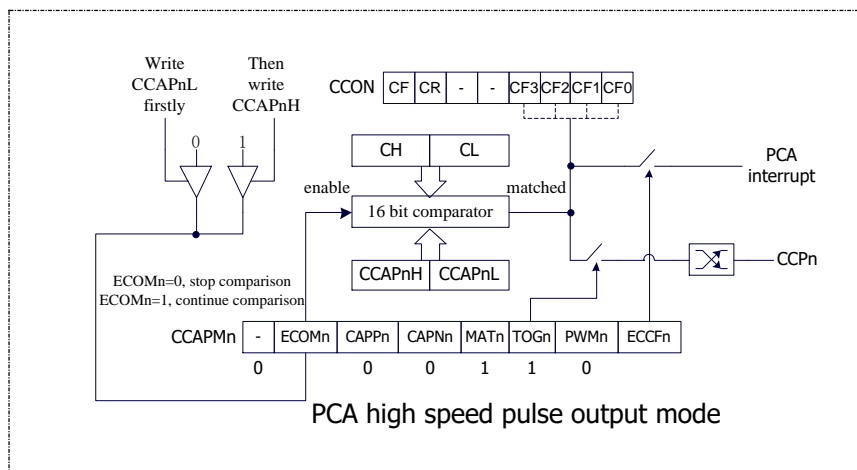 Write
CCAPnL
firstly
Then
write
CCAPnH
0
1
CCON
CF CR - - CF3 CF2 CF1 CF0
CH CL
PCA
interrupt
enable
matched
16 bit comparator
CCAPnH CCAPnL
CCPn
ECOMn=0, stop comparison
ECOMn=1, continue comparison
CCAPMn
- ECOMn CAPPn CAPNn MATn TOGn PWMn ECCFn
0 0 0 1 1 0
PCA high speed pulse output mode